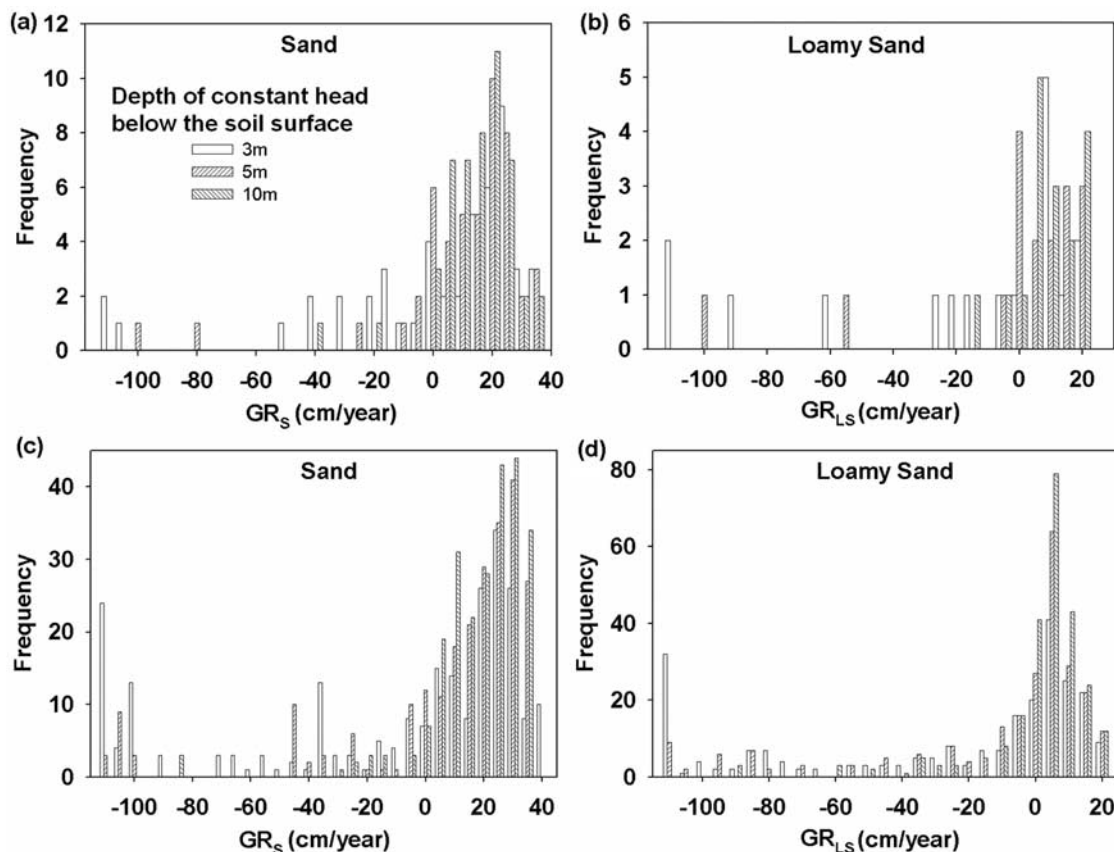 (a)
Sand
12
10
8
6
4
2
0
Frequency
Depth of constant head
below the soil surface
3m
5m
10m
-100 -80 -60 -40 -20 0 20 40
GR_S (cm/year)
(b)
Loamy Sand
6
5
4
3
2
1
0
Frequency
-100 -80 -60 -40 -20 0 20
GR_LS (cm/year)
(c)
Sand
40
30
20
10
0
Frequency
-100 -80 -60 -40 -20 0 20 40
GR_S (cm/year)
(d)
Loamy Sand
80
60
40
20
0
Frequency
-100 -80 -60 -40 -20 0 20
GR_LS (cm/year)